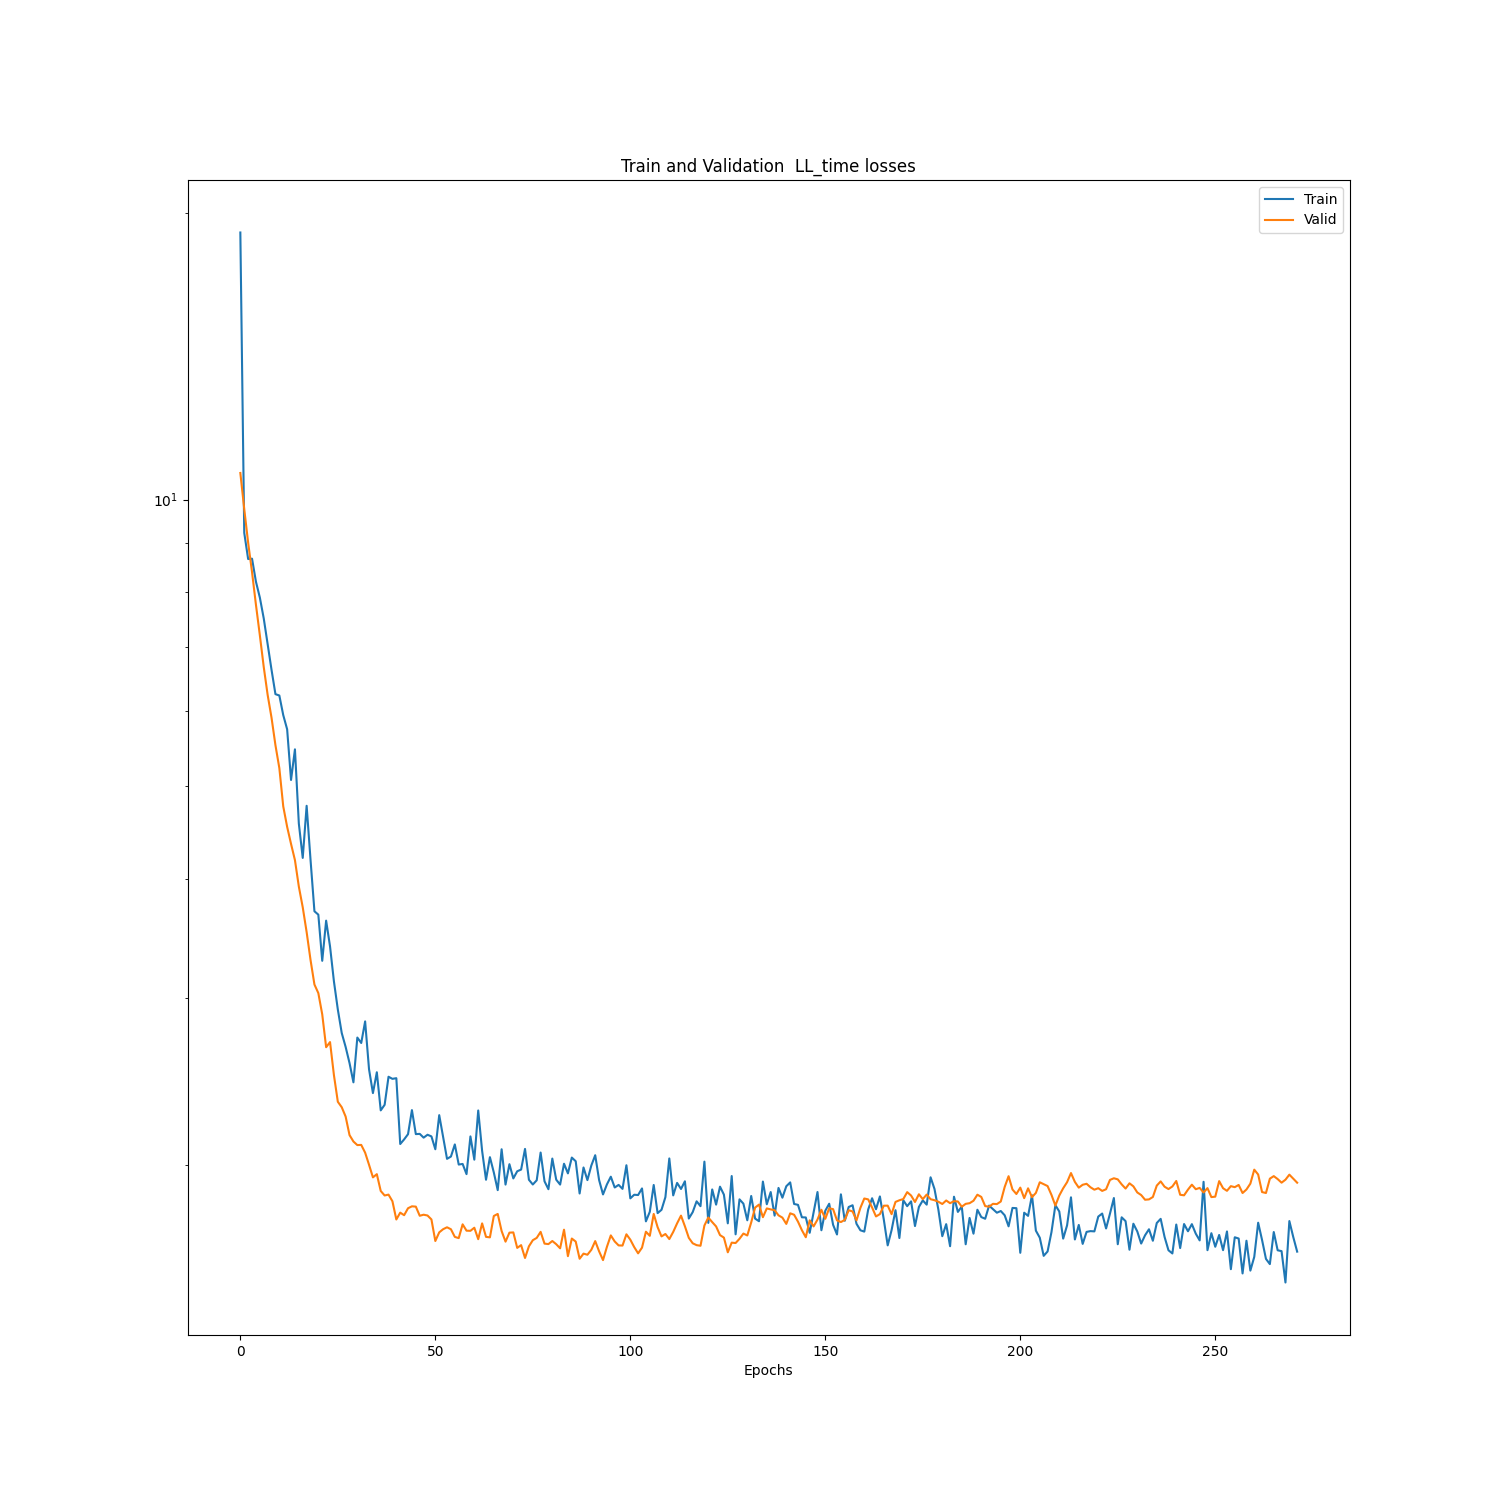 Train and Validation  LL_time losses
Train
Valid
10¹
0 50 100 150 200 250
Epochs